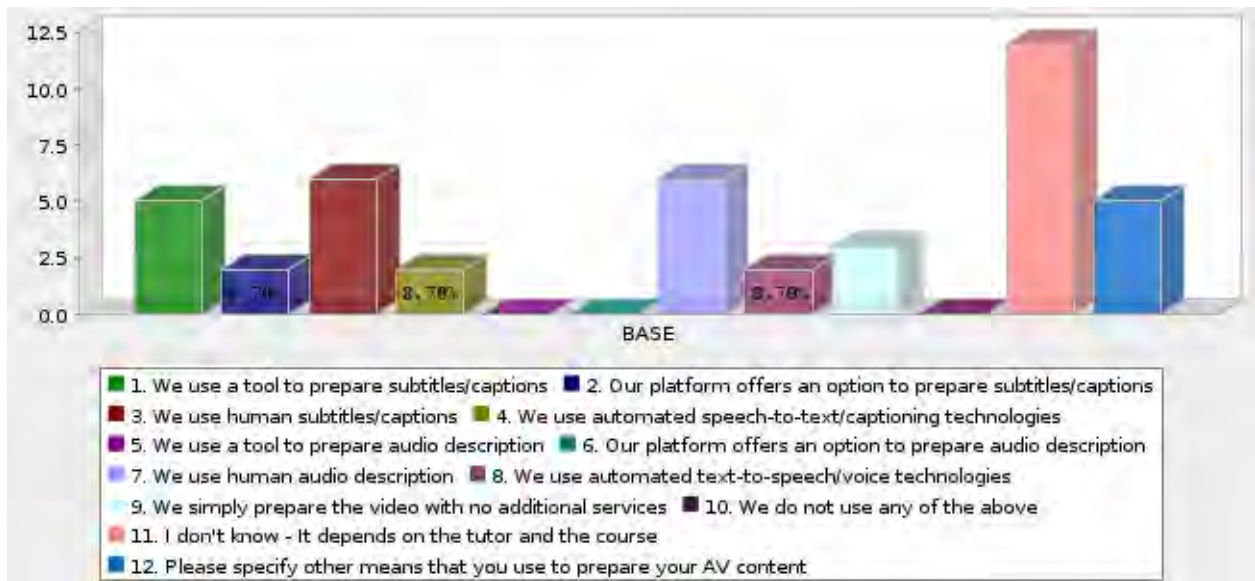 12.5
10.0
7.5
5.0
2.5
0.0
8.70% 8.70%
BASE
1. We use a tool to prepare subtitles/captions 2. Our platform offers an option to prepare subtitles/captions
3. We use human subtitles/captions 4. We use automated speech-to-text/captioning technologies
5. We use a tool to prepare audio description 6. Our platform offers an option to prepare audio description
7. We use human audio description 8. We use automated text-to-speech/voice technologies
9. We simply prepare the video with no additional services 10. We do not use any of the above
11. I don't know - It depends on the tutor and the course
12. Please specify other means that you use to prepare your AV content